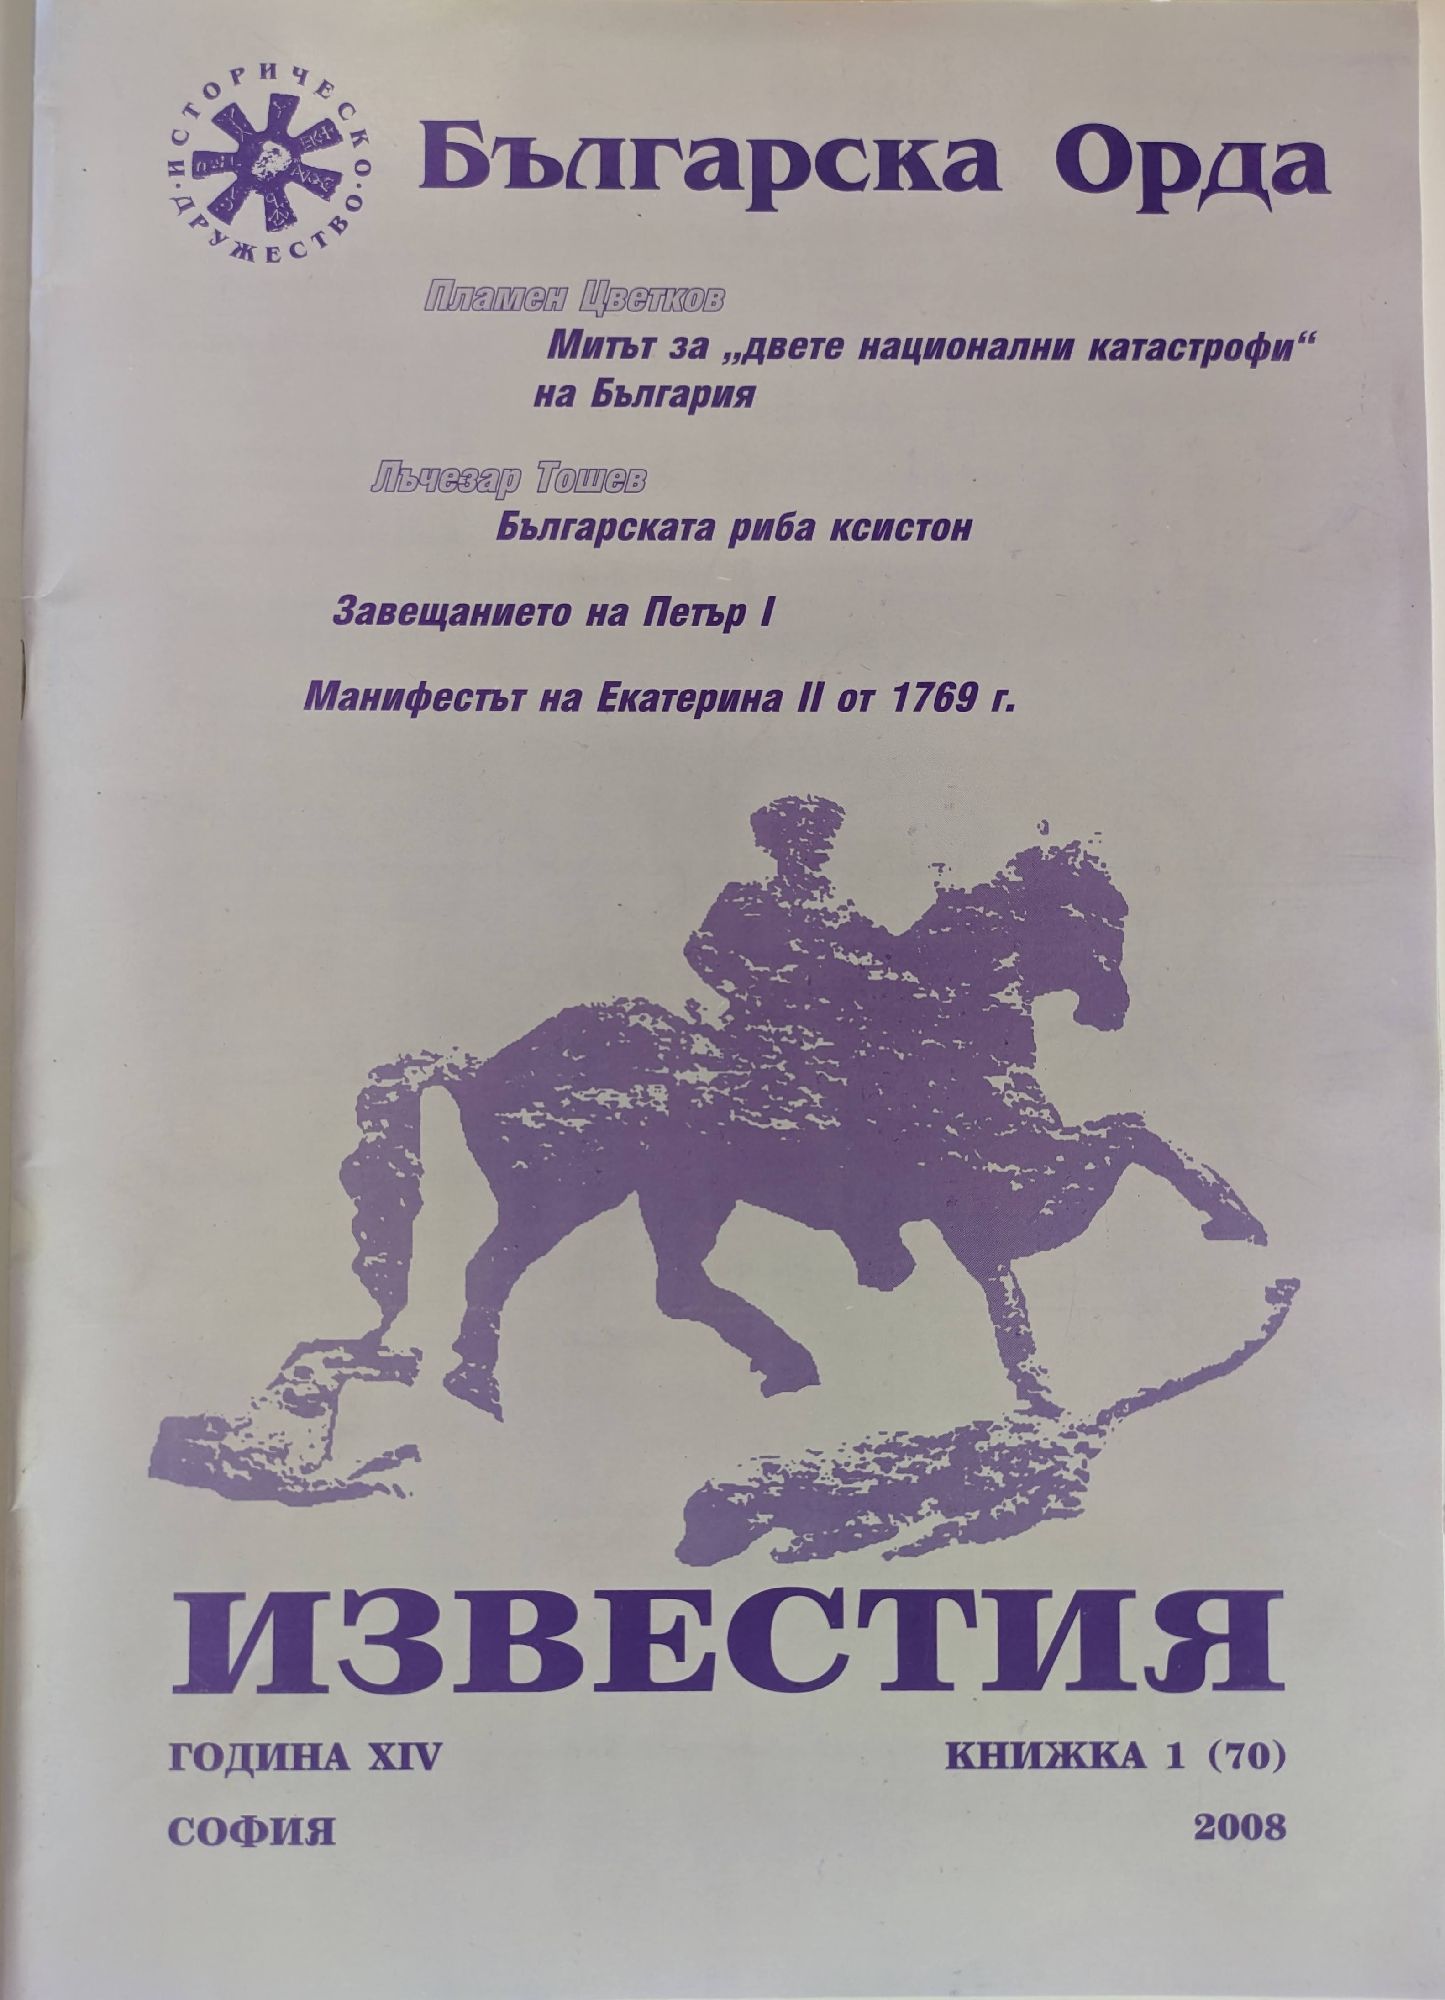 ИСТОРИЧЕСКО
ДРУЖЕСТВО
Българска Орда
Пламен Цветков
Митът за „двете национални катастрофи“
на България
Лъчезар Тошев
Българската риба ксистон
Завещанието на Петър I
Манифестът на Екатерина II от 1769 г.
ИЗВЕСТИЯ
ГОДИНА XIV
КНИЖКА 1 (70)
СОФИЯ
2008